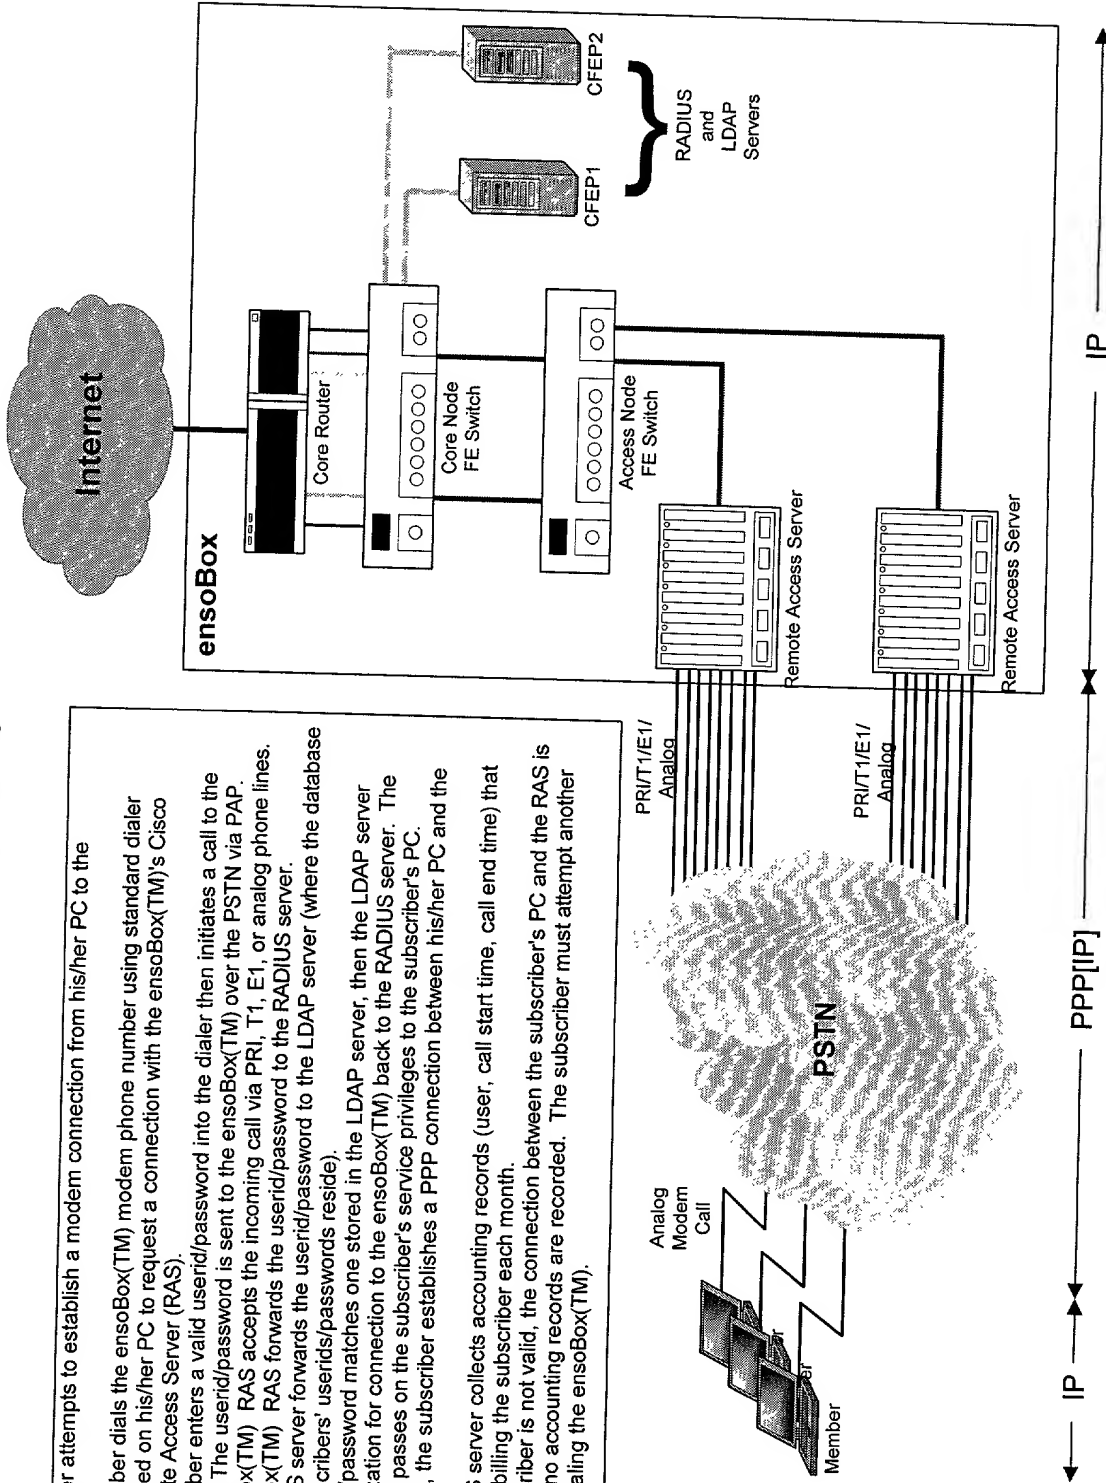 er attempts to establish a modem connection from his/her PC to the
ber dials the ensoBox(TM) modem phone number using standard dialer
ed on his/her PC to request a connection with the ensoBox(TM)'s Cisco
te Access Server (RAS).
ber enters a valid userid/password into the dialer then initiates a call to the
The userid/password is sent to the ensoBox(TM) over the PSTN via PAP.
ox(TM) RAS accepts the incoming call via PRI, T1, E1, or analog phone lines.
ox(TM) RAS forwards the userid/password to the RADIUS server.
S server forwards the userid/password to the LDAP server (where the database
cribers' userids/passwords reside).
/password matches one stored in the LDAP server, then the LDAP server
ation for connection to the ensoBox(TM) back to the RADIUS server. The
passes on the subscriber's service privileges to the subscriber's PC.
, the subscriber establishes a PPP connection between his/her PC and the
S server collects accounting records (user, call start time, call end time) that
billing the subscriber each month.
riber is not valid, the connection between the subscriber's PC and the RAS is
no accounting records are recorded. The subscriber must attempt another
aling the ensoBox(TM).
Internet
ensoBox
Core Router
Core Node
FE Switch
Access Node
FE Switch
CFEP1
CFEP2
RADIUS
and
LDAP
Servers
Remote Access Server
Remote Access Server
PRI/T1/E1/
Analog
PRI/T1/E1/
Analog
PSTN
Analog
Modem
Call
Member
IP
PPP[IP]
IP